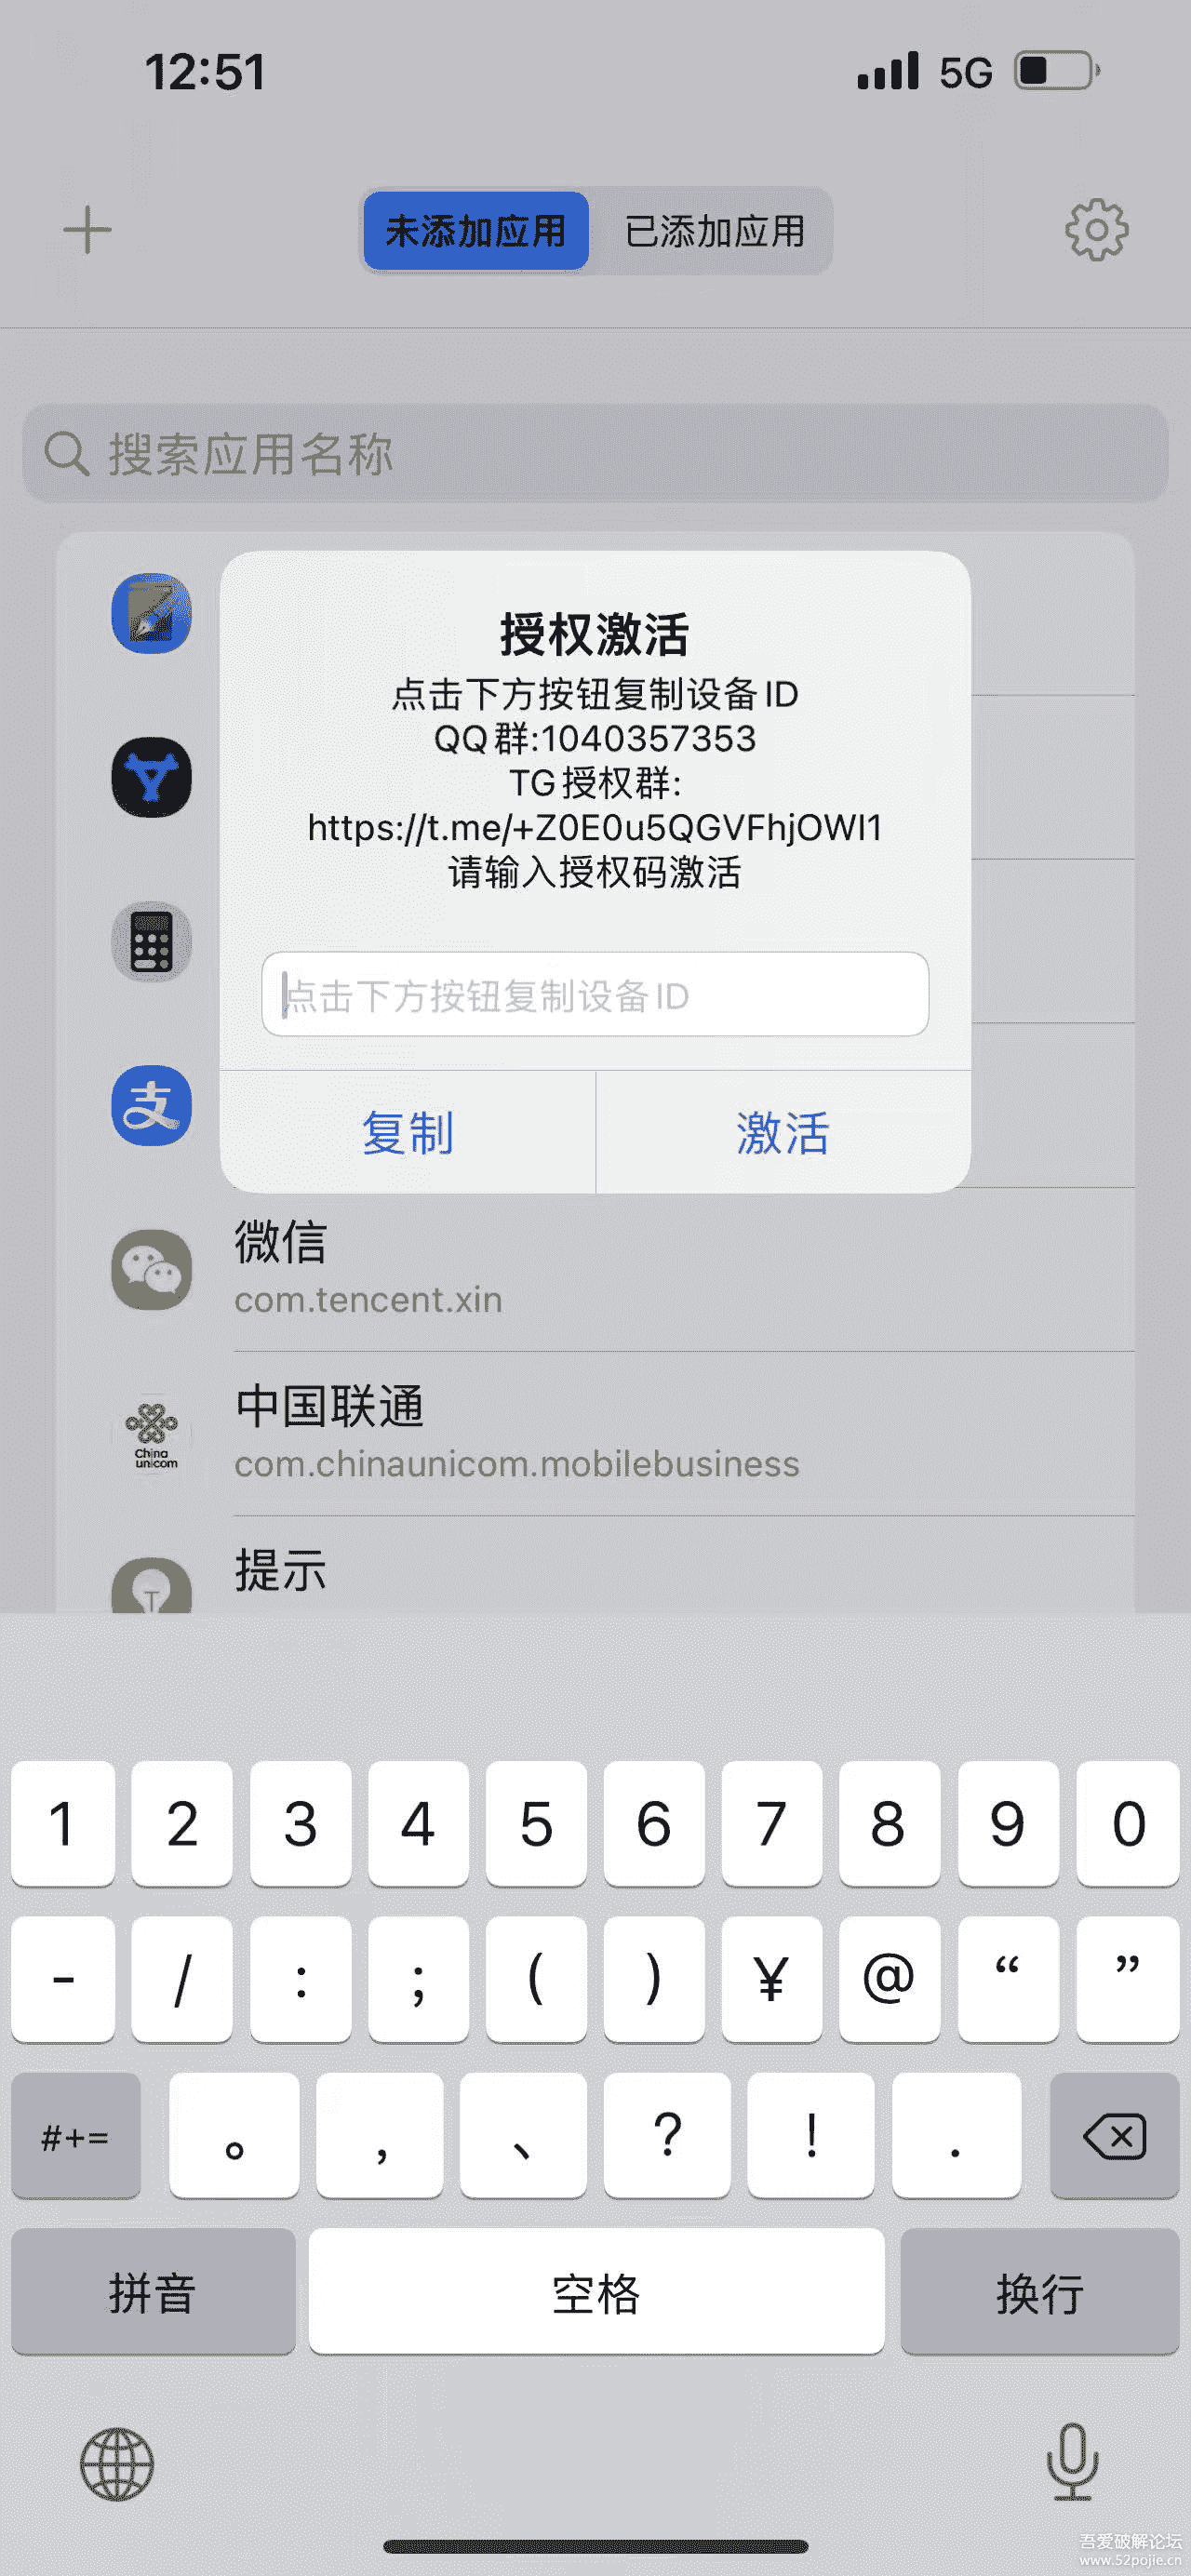 12:51
5G
未添加应用
已添加应用
搜索应用名称
授权激活
点击下方按钮复制设备ID
QQ群:1040357353
TG授权群:
https://t.me/+Z0E0u5QGVFhjOWI1
请输入授权码激活
点击下方按钮复制设备ID
复制
激活
支
微信
com.tencent.xin
中国联通
China
unicom
com.chinaunicom.mobilebusiness
提示
1 2 3 4 5 6 7 8 9 0
- / : ; ( ) ¥ @ “ ”
#+= 。 , 、 ? ! .
拼音
空格
换行
吾爱破解论坛
www.52pojie.cn